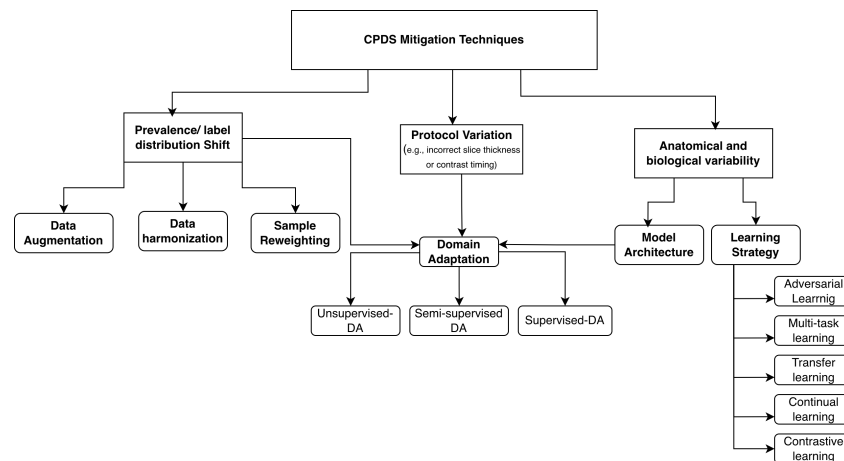 CPDS Mitigation Techniques
Prevalence/ label
distribution Shift
Protocol Variation
(e.g., incorrect slice thickness
or contrast timing)
Anatomical and
biological variability
Data
Augmentation
Data
harmonization
Sample
Reweighting
Domain
Adaptation
Model
Architecture
Learning
Strategy
Unsupervised-
DA
Semi-supervised
DA
Supervised-DA
Adversarial
Learnig
Multi-task
learning
Transfer
learning
Continual
learning
Contrastive
learning